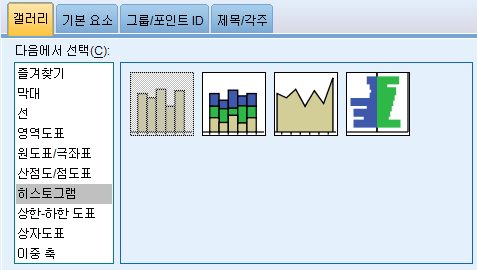 갤러리 기본 요소 그룹/포인트 ID 제목/각주
다음에서 선택(C):
즐겨찾기
막대
선
영역도표
원도표/극좌표
산점도/점도표
히스토그램
상한-하한 도표
상자도표
이중 축